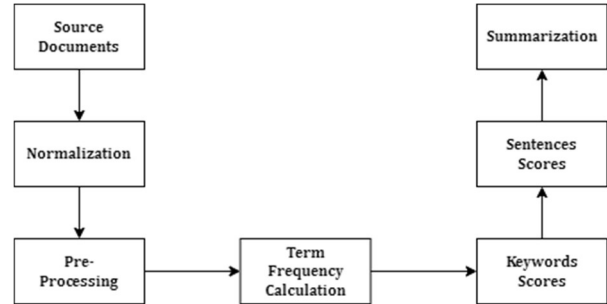 Source
Documents
Normalization
Pre-
Processing
Term
Frequency
Calculation
Keywords
Scores
Sentences
Scores
Summarization